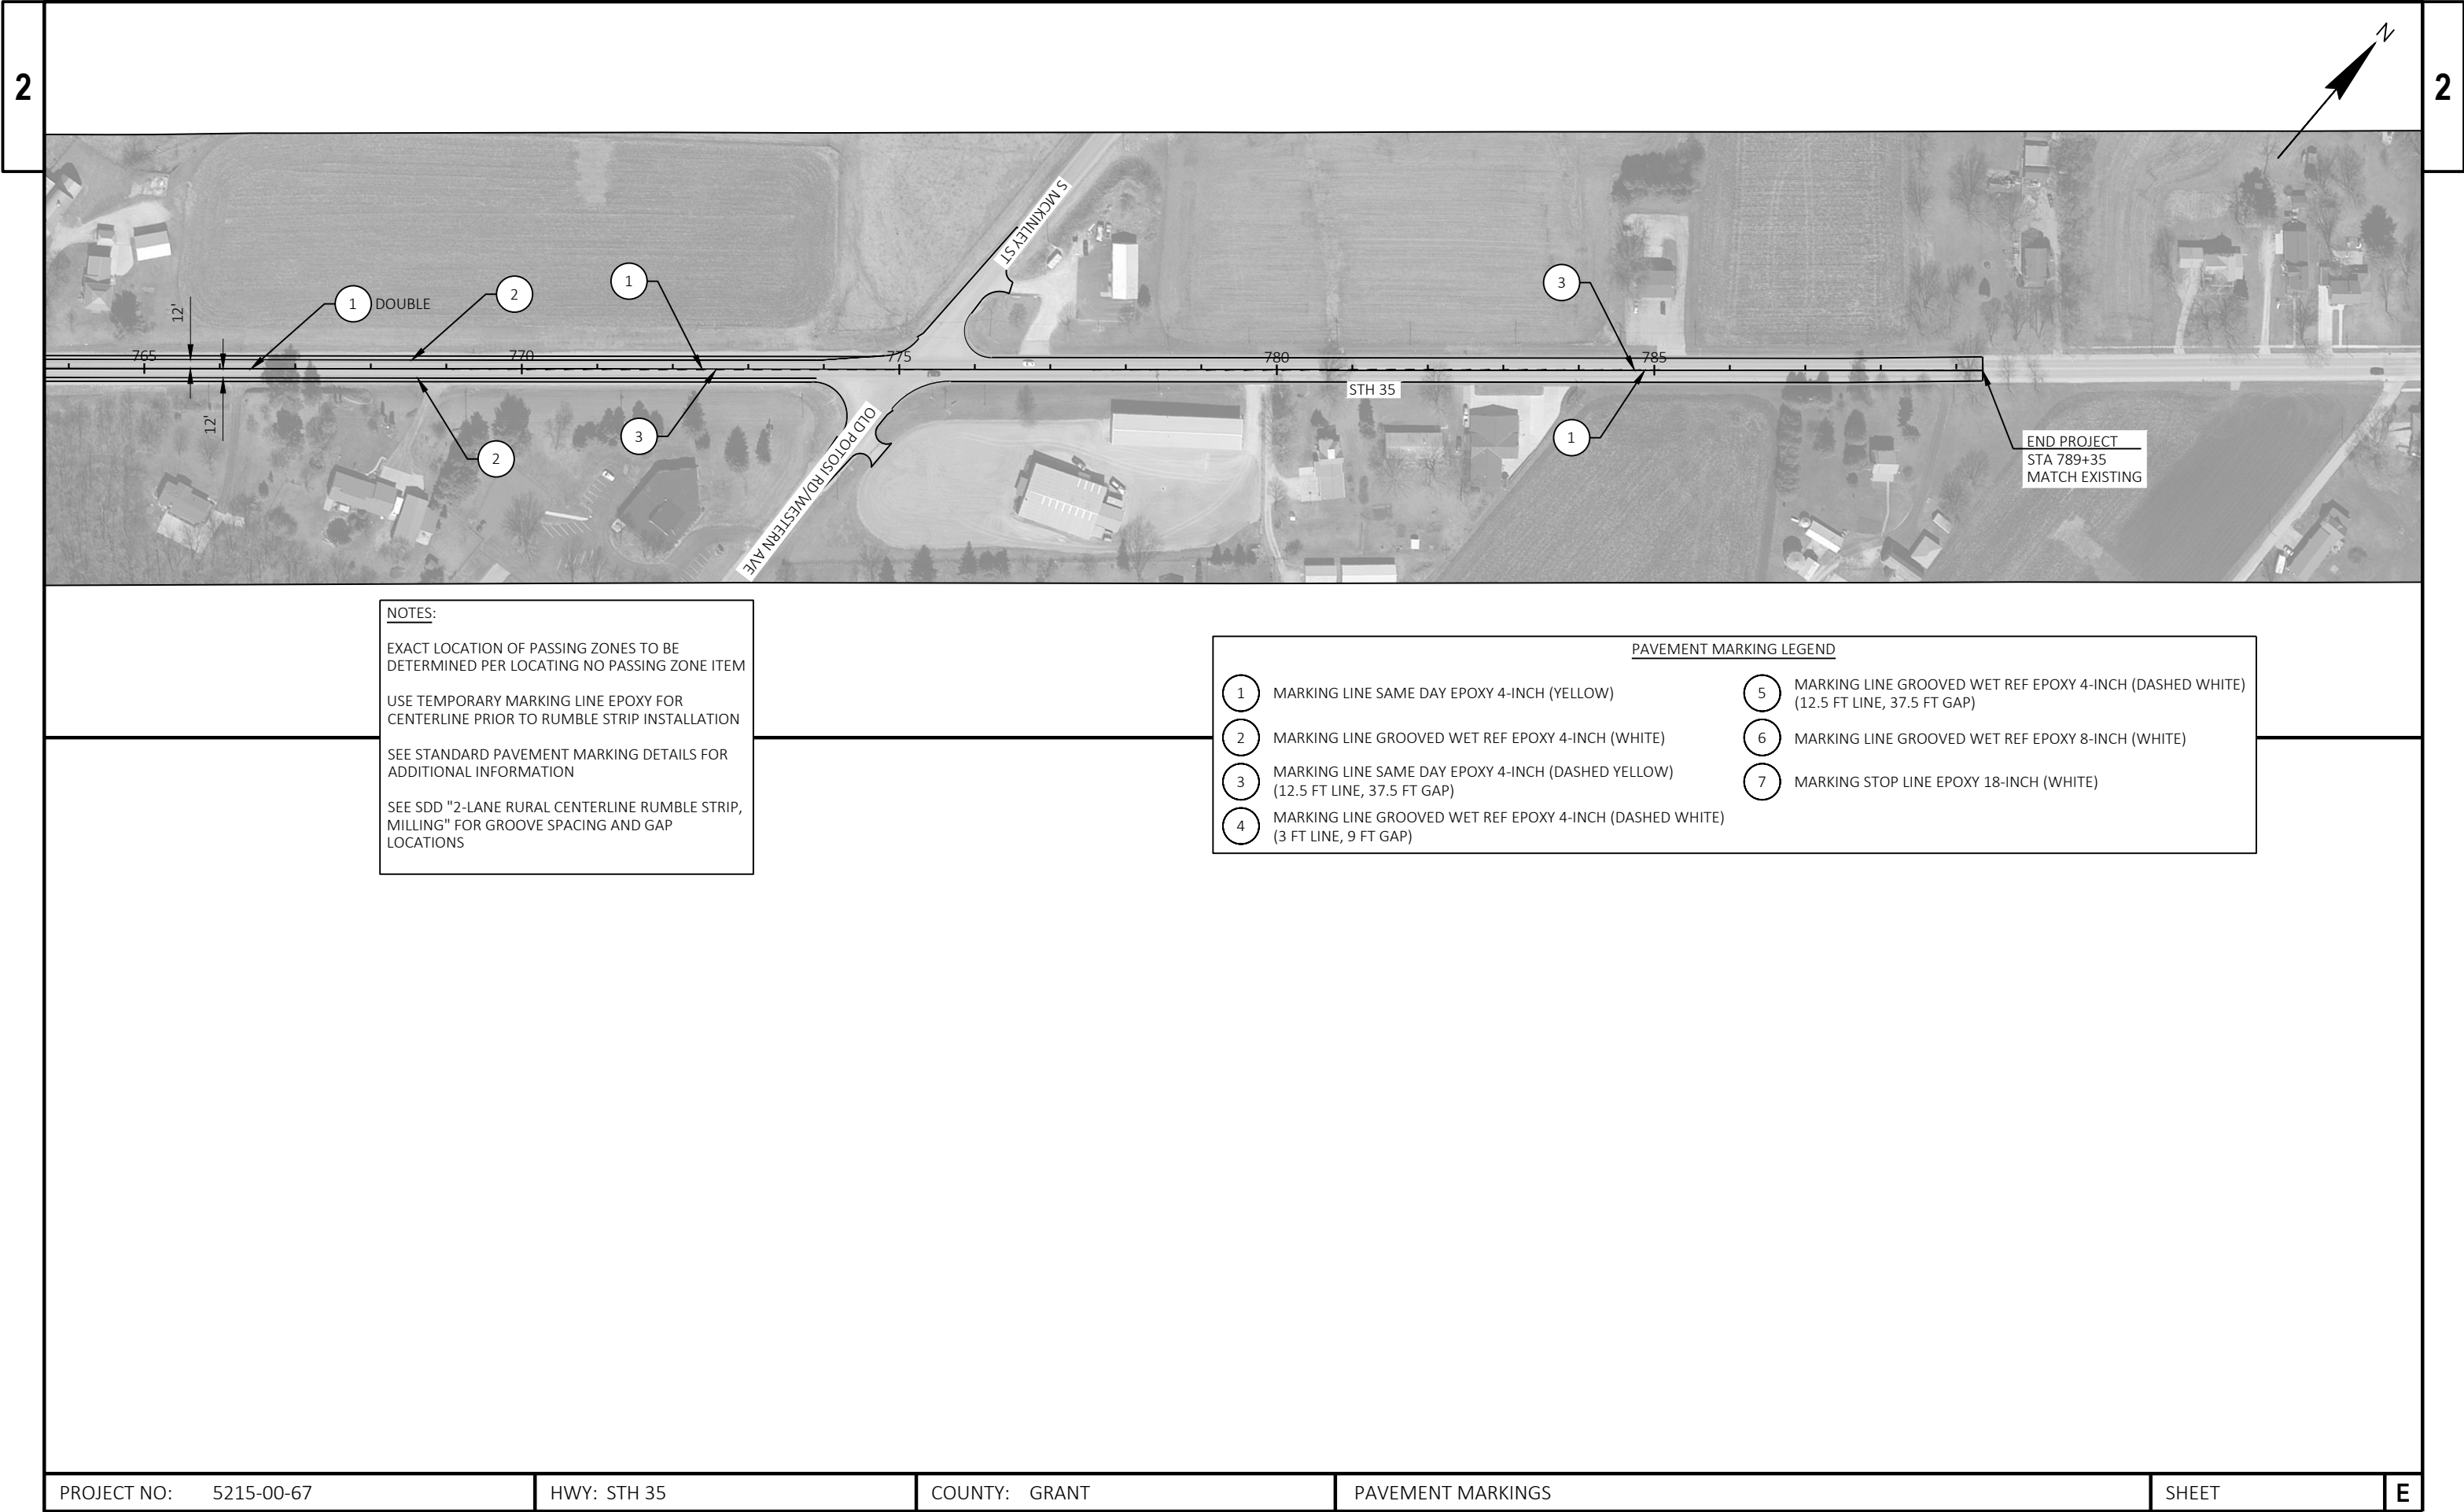 2
2
N
S MCKINLEY ST
1 DOUBLE
2
1
3
12'
12'
765
770
775
780
785
STH 35
2
3
1
OLD POTOSI RD/WESTERN AVE
END PROJECT
STA 789+35
MATCH EXISTING
NOTES:
EXACT LOCATION OF PASSING ZONES TO BE
DETERMINED PER LOCATING NO PASSING ZONE ITEM
USE TEMPORARY MARKING LINE EPOXY FOR
CENTERLINE PRIOR TO RUMBLE STRIP INSTALLATION
SEE STANDARD PAVEMENT MARKING DETAILS FOR
ADDITIONAL INFORMATION
SEE SDD "2-LANE RURAL CENTERLINE RUMBLE STRIP,
MILLING" FOR GROOVE SPACING AND GAP
LOCATIONS
PAVEMENT MARKING LEGEND
1 MARKING LINE SAME DAY EPOXY 4-INCH (YELLOW)
2 MARKING LINE GROOVED WET REF EPOXY 4-INCH (WHITE)
3 MARKING LINE SAME DAY EPOXY 4-INCH (DASHED YELLOW)
(12.5 FT LINE, 37.5 FT GAP)
4 MARKING LINE GROOVED WET REF EPOXY 4-INCH (DASHED WHITE)
(3 FT LINE, 9 FT GAP)
5 MARKING LINE GROOVED WET REF EPOXY 4-INCH (DASHED WHITE)
(12.5 FT LINE, 37.5 FT GAP)
6 MARKING LINE GROOVED WET REF EPOXY 8-INCH (WHITE)
7 MARKING STOP LINE EPOXY 18-INCH (WHITE)
PROJECT NO: 5215-00-67
HWY: STH 35
COUNTY: GRANT
PAVEMENT MARKINGS
SHEET
E